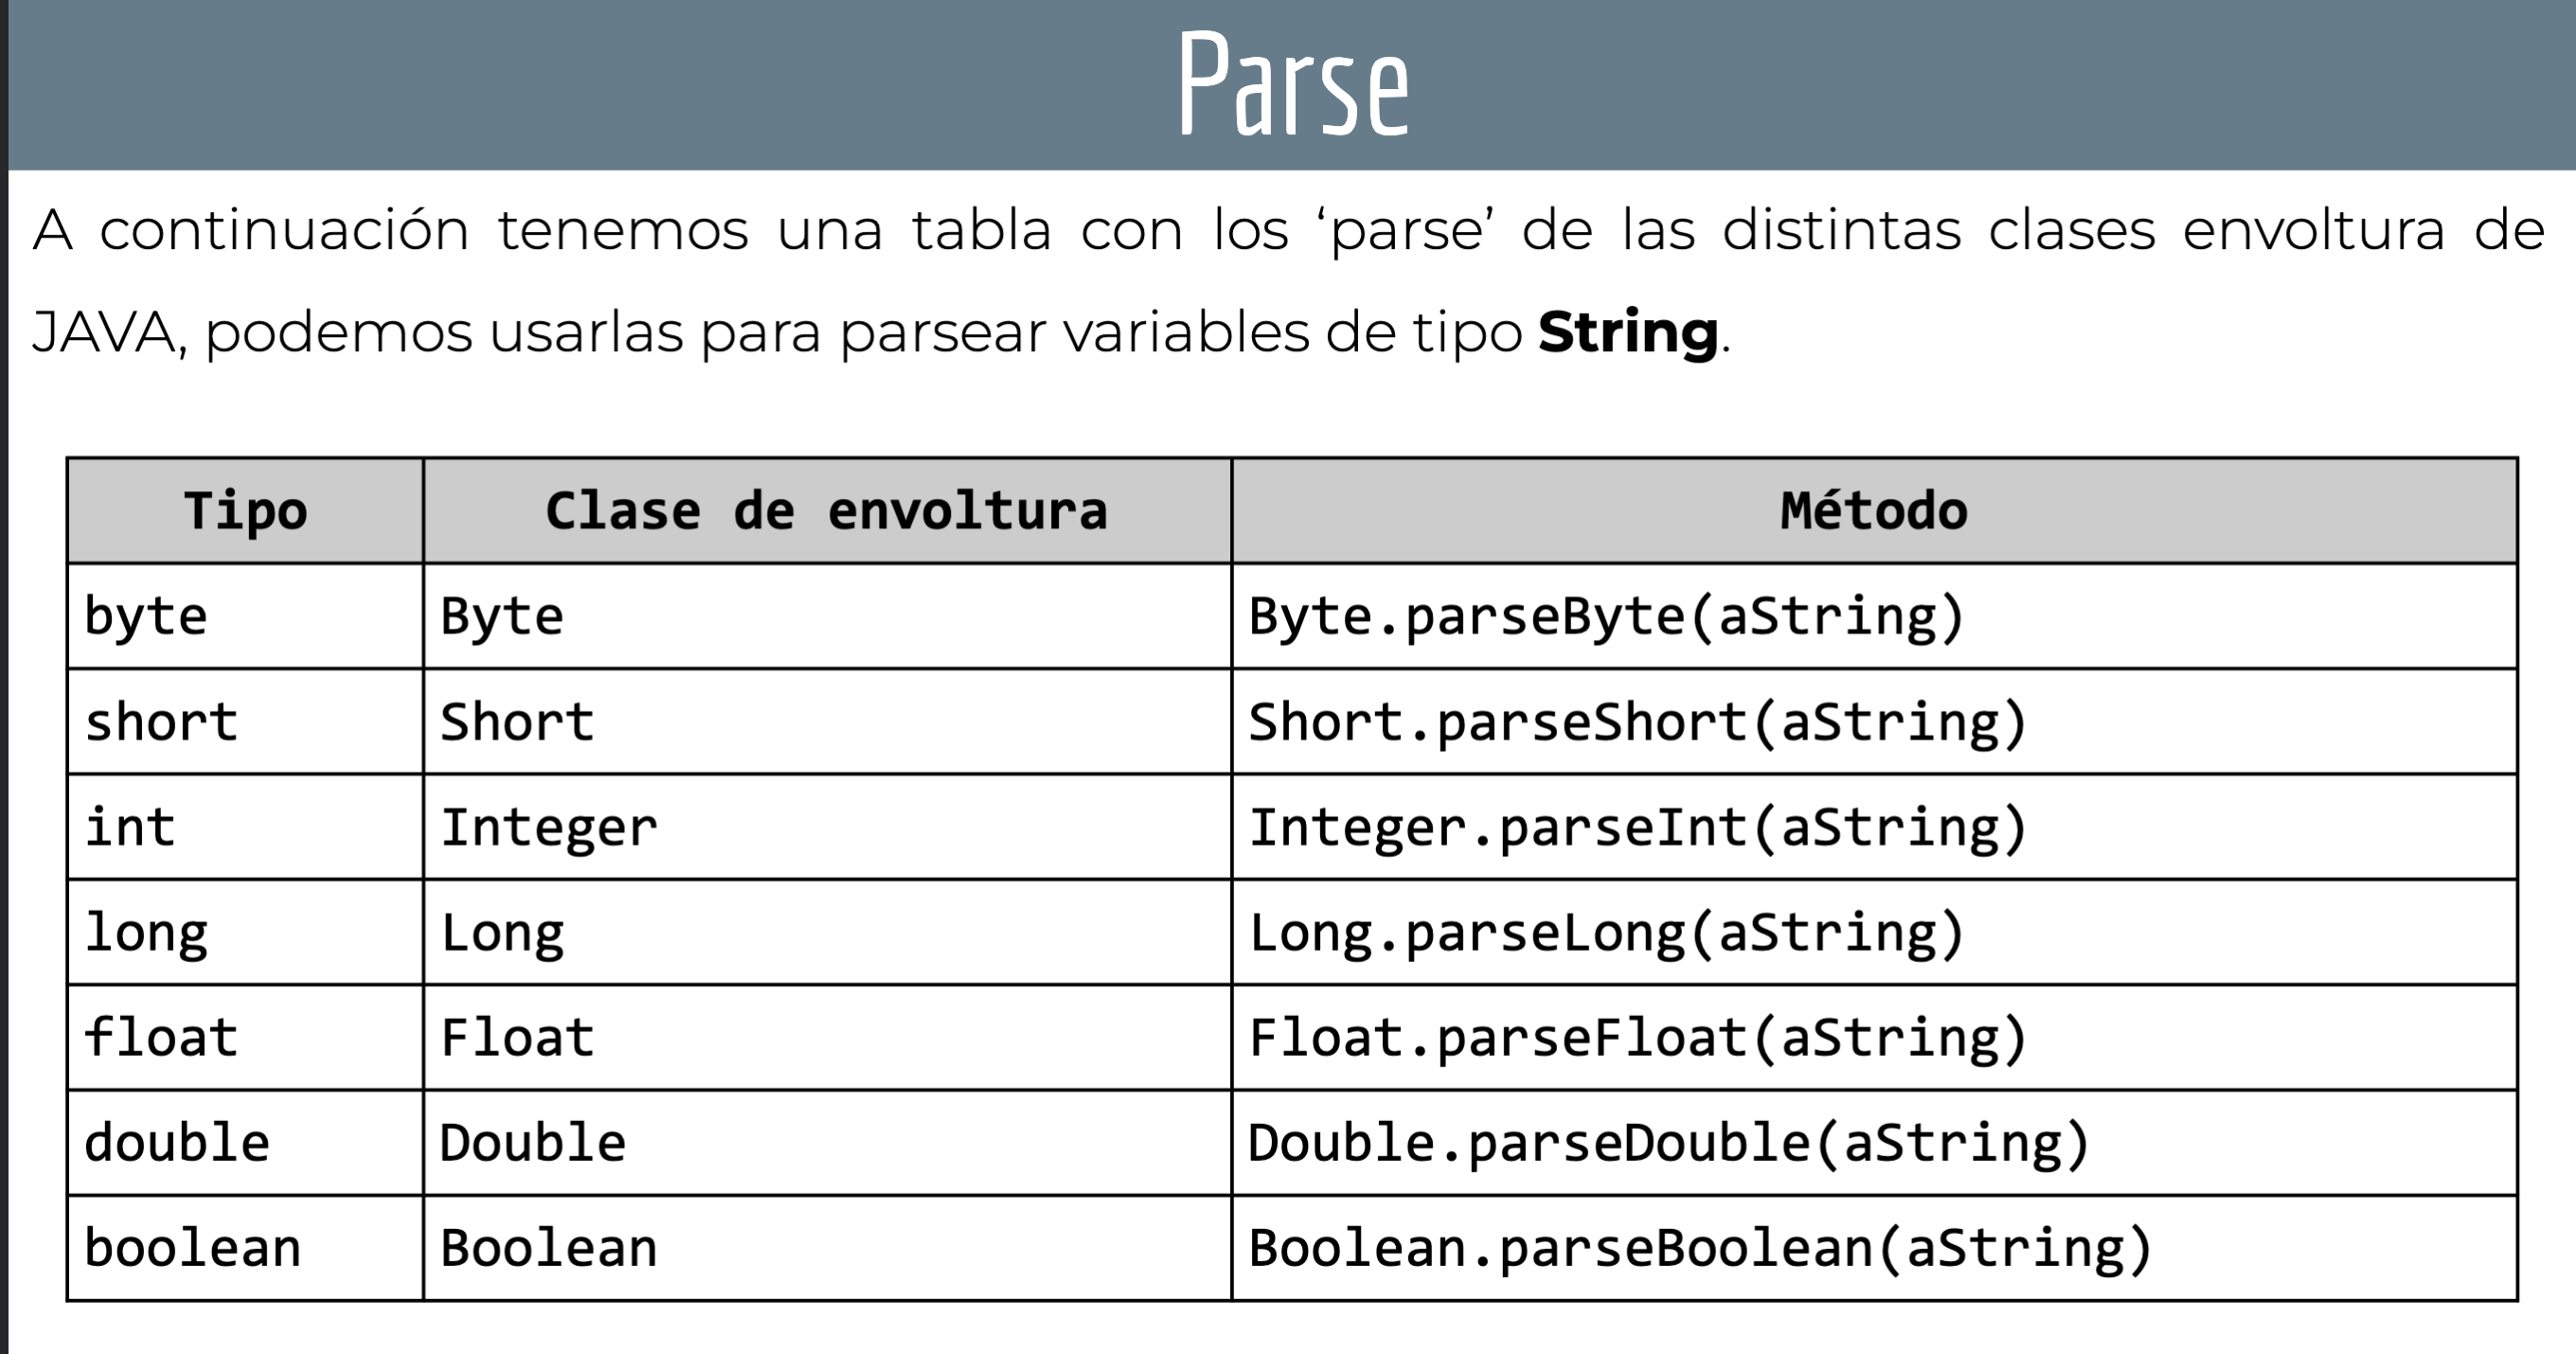 Parse
A continuación tenemos una tabla con los ‘parse’ de las distintas clases envoltura de
JAVA, podemos usarlas para parsear variables de tipo String.
Tipo Clase de envoltura Método
byte Byte Byte.parseByte(aString)
short Short Short.parseShort(aString)
int Integer Integer.parseInt(aString)
long Long Long.parseLong(aString)
float Float Float.parseFloat(aString)
double Double Double.parseDouble(aString)
boolean Boolean Boolean.parseBoolean(aString)